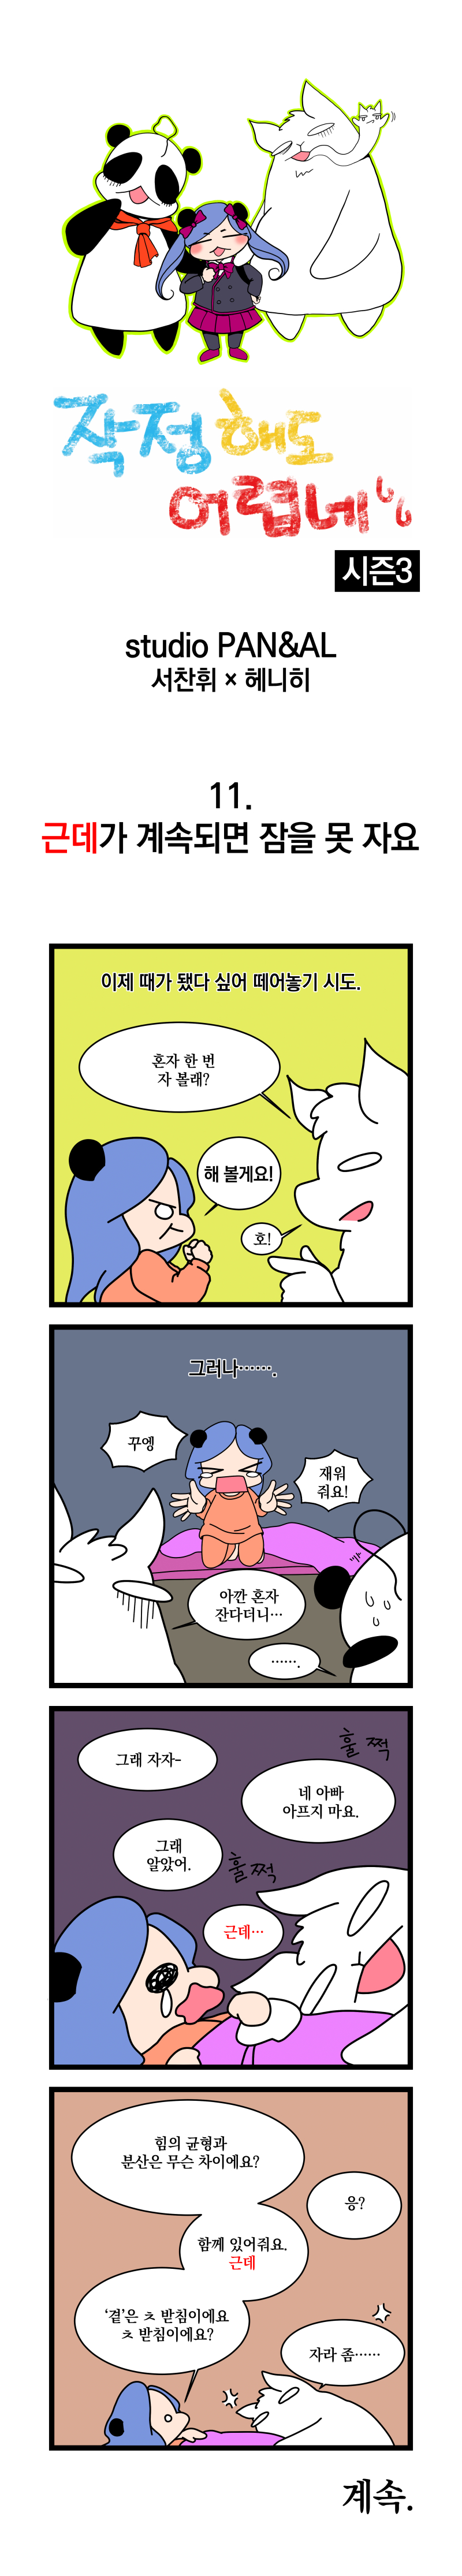 작정해도
어렵네
시즌3
studio PAN&AL
서찬휘 × 헤니히
11.
근데가 계속되면 잠을 못 자요
이제 때가 됐다 싶어 떼어놓기 시도.
혼자 한 번
자 볼래?
해 볼게요!
호!
그러나…….
꾸엥
재워
줘요!
아깐 혼자
잔다더니…
…….
그래 자자~
훌쩍
네 아빠
아프지 마요.
그래
알았어.
훌쩍
근데…
힘의 균형과
분산은 무슨 차이에요?
응?
함께 있어줘요.
근데
‘곁’은 ㅊ 받침이에요
ㅊ 받침이에요?
자라 좀……
계속.